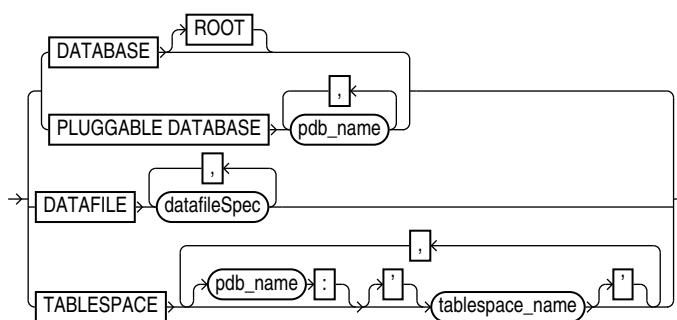 ROOT
DATABASE
,
PLUGGABLE DATABASE pdb_name
,
DATAFILE datafileSpec
,
pdb_name : ' '
TABLESPACE tablespace_name